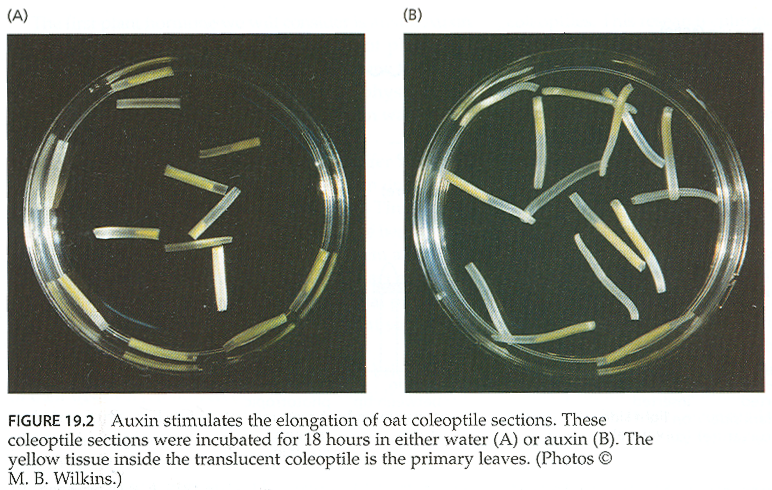 (A)
(B)
FIGURE 19.2 Auxin stimulates the elongation of oat coleoptile sections. These
coleoptile sections were incubated for 18 hours in either water (A) or auxin (B). The
yellow tissue inside the translucent coleoptile is the primary leaves. (Photos ©
M. B. Wilkins.)